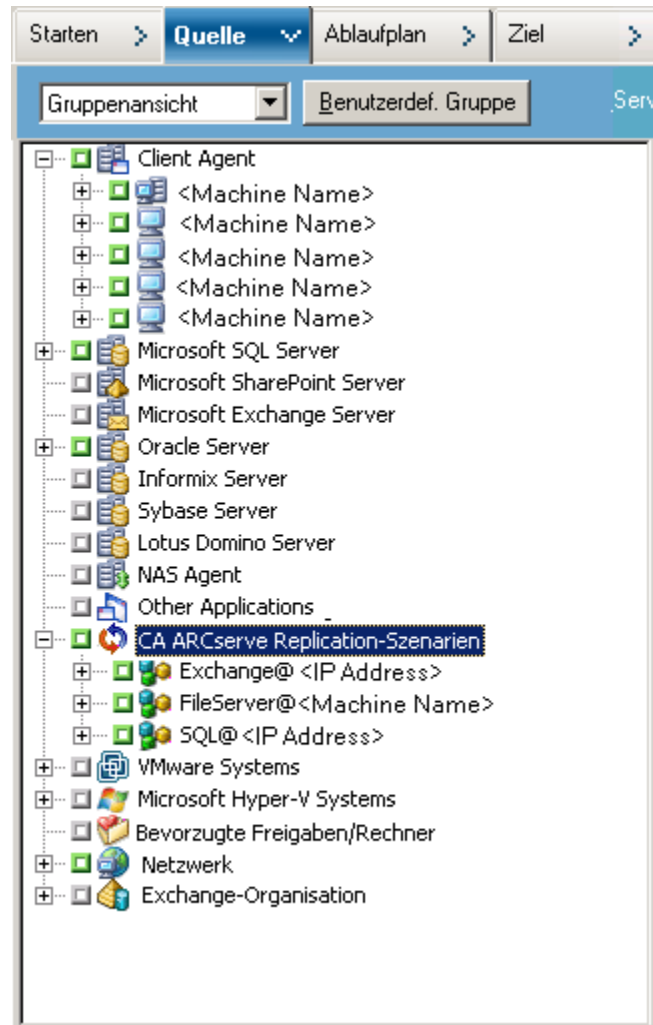 Starten Quelle Ablaufplan Ziel
Gruppenansicht Benutzerdef. Gruppe Serv
Client Agent
<Machine Name>
<Machine Name>
<Machine Name>
<Machine Name>
<Machine Name>
Microsoft SQL Server
Microsoft SharePoint Server
Microsoft Exchange Server
Oracle Server
Informix Server
Sybase Server
Lotus Domino Server
NAS Agent
Other Applications
CA ARCserve Replication-Szenarien
Exchange@ <IP Address>
FileServer@<Machine Name>
SQL@ <IP Address>
VMware Systems
Microsoft Hyper-V Systems
Bevorzugte Freigaben/Rechner
Netzwerk
Exchange-Organisation